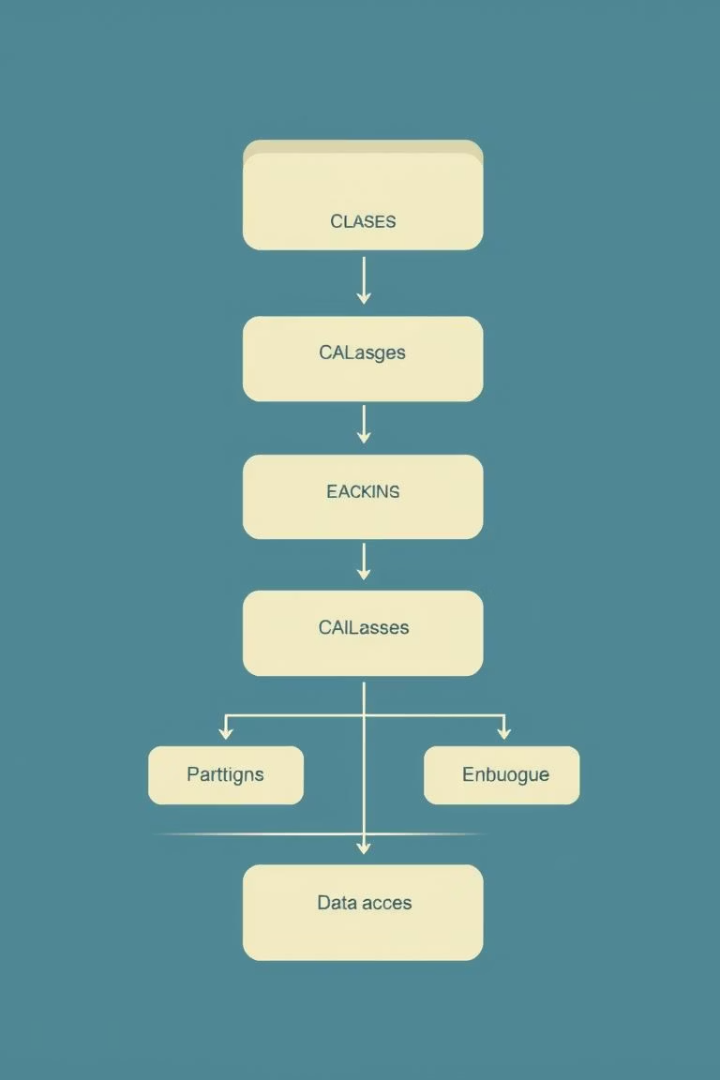 CLASES
CALasges
EACKINS
CAILasses
Parttigns
Enbuogue
Data acces